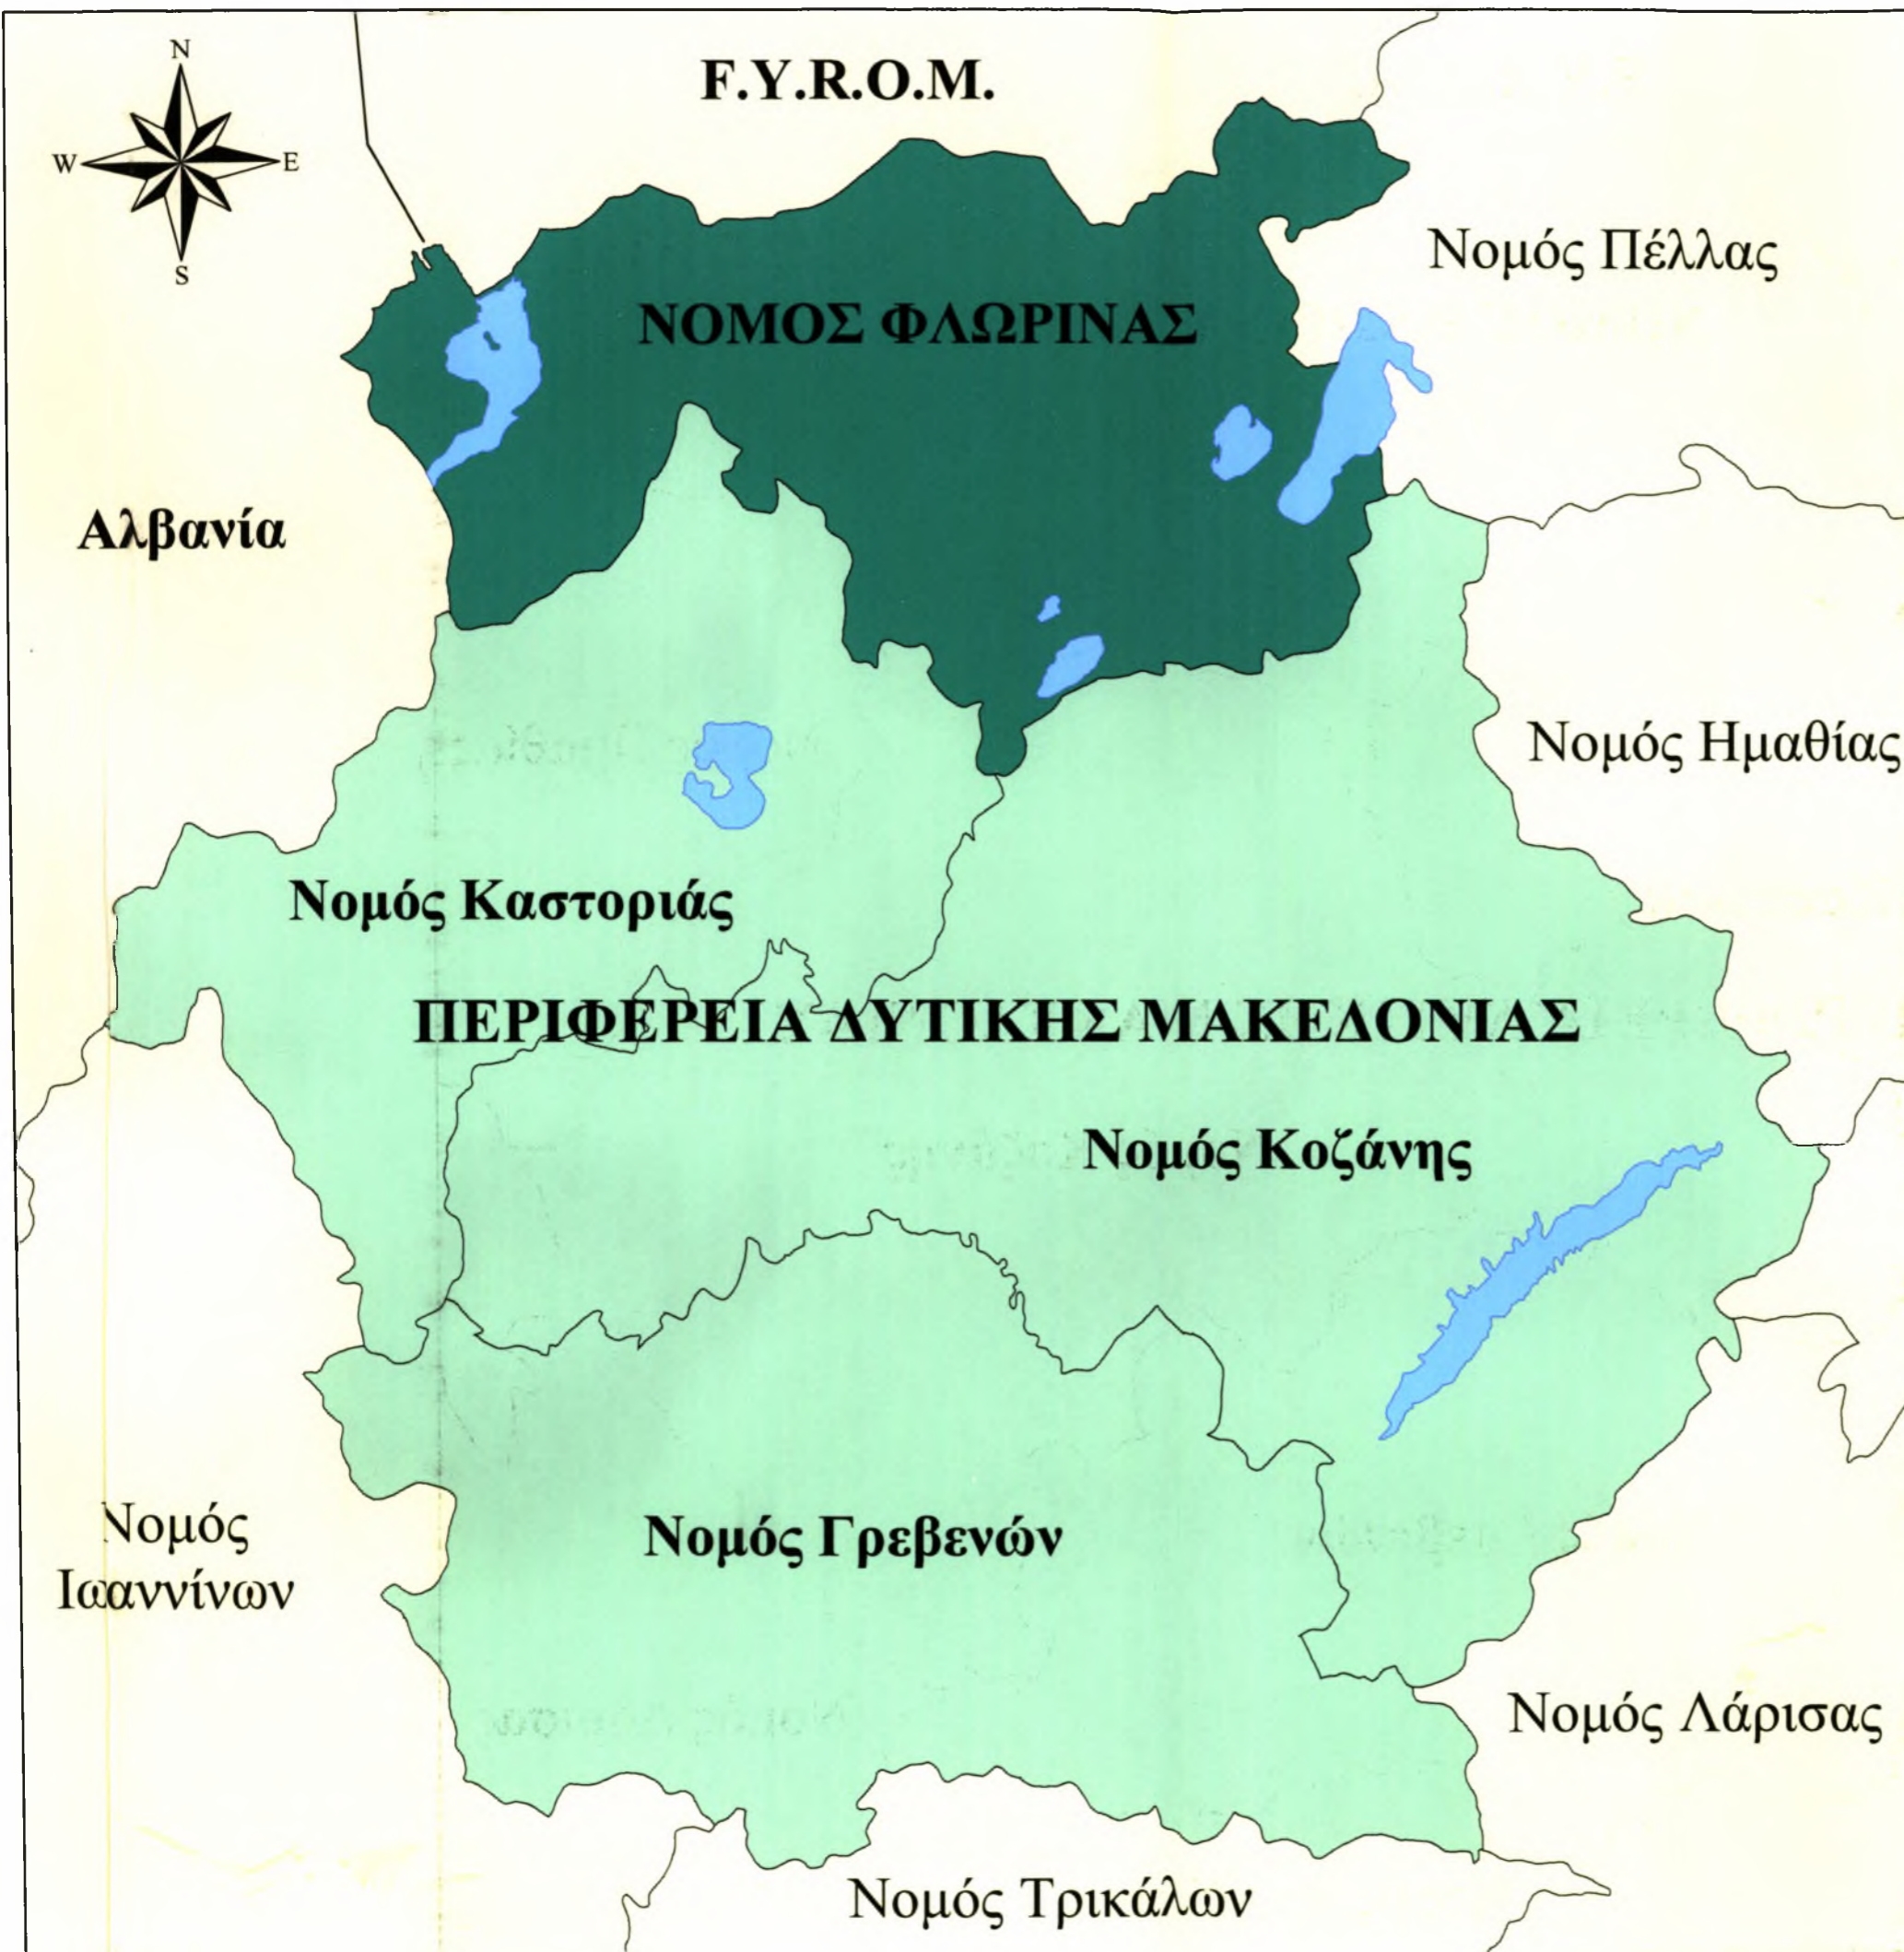 N
F.Y.R.O.M.
W
E
S
Νομός Πέλλας
ΝΟΜΟΣ ΦΛΩΡΙΝΑΣ
Αλβανία
Νομός Ημαθίας
Νομός Καστοριάς
ΠΕΡΙΦΕΡΕΙΑ ΔΥΤΙΚΗΣ ΜΑΚΕΔΟΝΙΑΣ
Νομός Κοζάνης
Νομός
Ιωαννίνων
Νομός Γρεβενών
Νομός Λάρισας
Νομός Τρικάλων